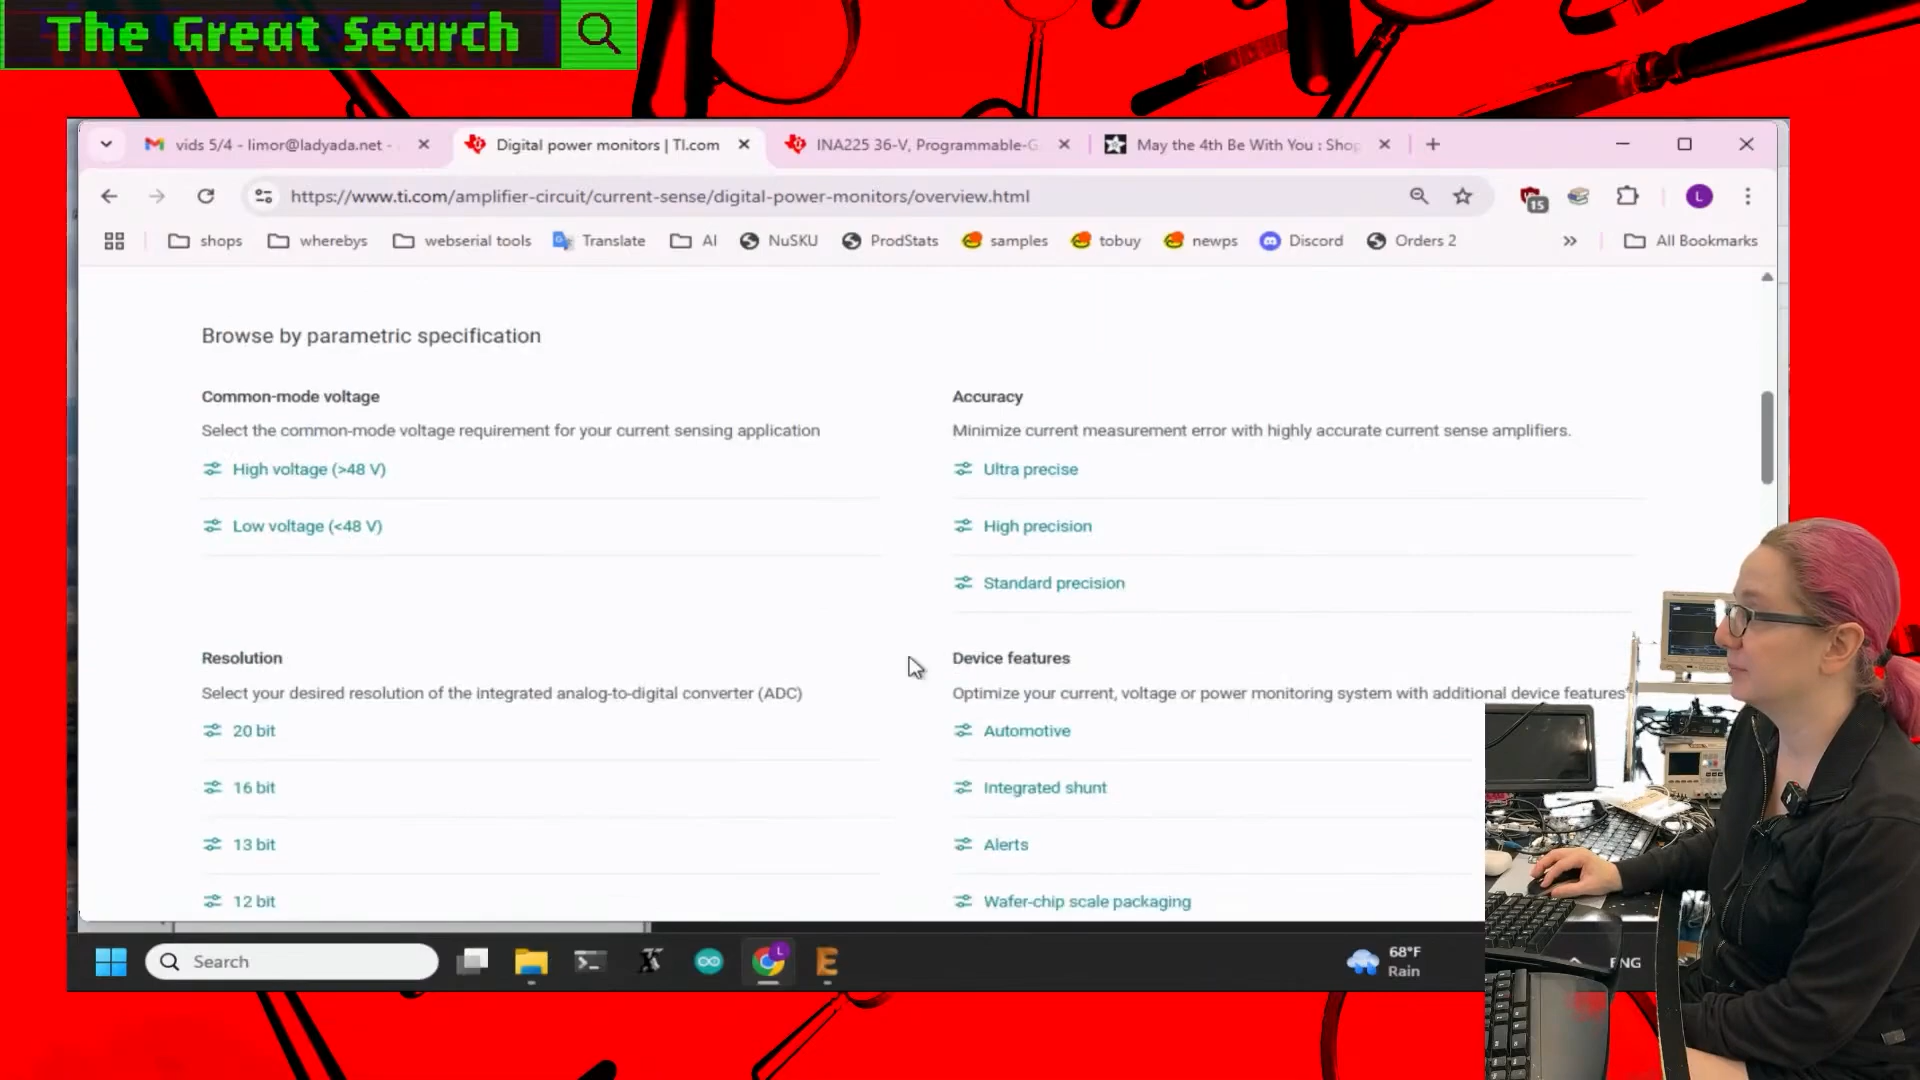 The Great Search
vids 5/4 - limor@ladyada.net -
Digital power monitors | TI.com
INA225 36-V, Programmable-G
May the 4th Be With You : Shop
https://www.ti.com/amplifier-circuit/current-sense/digital-power-monitors/overview.html
15
L
shops
whereby​s
webserial tools
Translate
AI
NuSKU
ProdStats
samples
tobuy
newps
Discord
Orders 2
All Bookmarks
Browse by parametric specification
Common-mode voltage
Select the common-mode voltage requirement for your current sensing application
High voltage (>48 V)
Low voltage (<48 V)
Accuracy
Minimize current measurement error with highly accurate current sense amplifiers.
Ultra precise
High precision
Standard precision
Resolution
Select your desired resolution of the integrated analog-to-digital converter (ADC)
20 bit
16 bit
13 bit
12 bit
Device features
Optimize your current, voltage or power monitoring system with additional device features
Automotive
Integrated shunt
Alerts
Wafer-chip scale packaging
Search
L
68°F
Rain
ENG